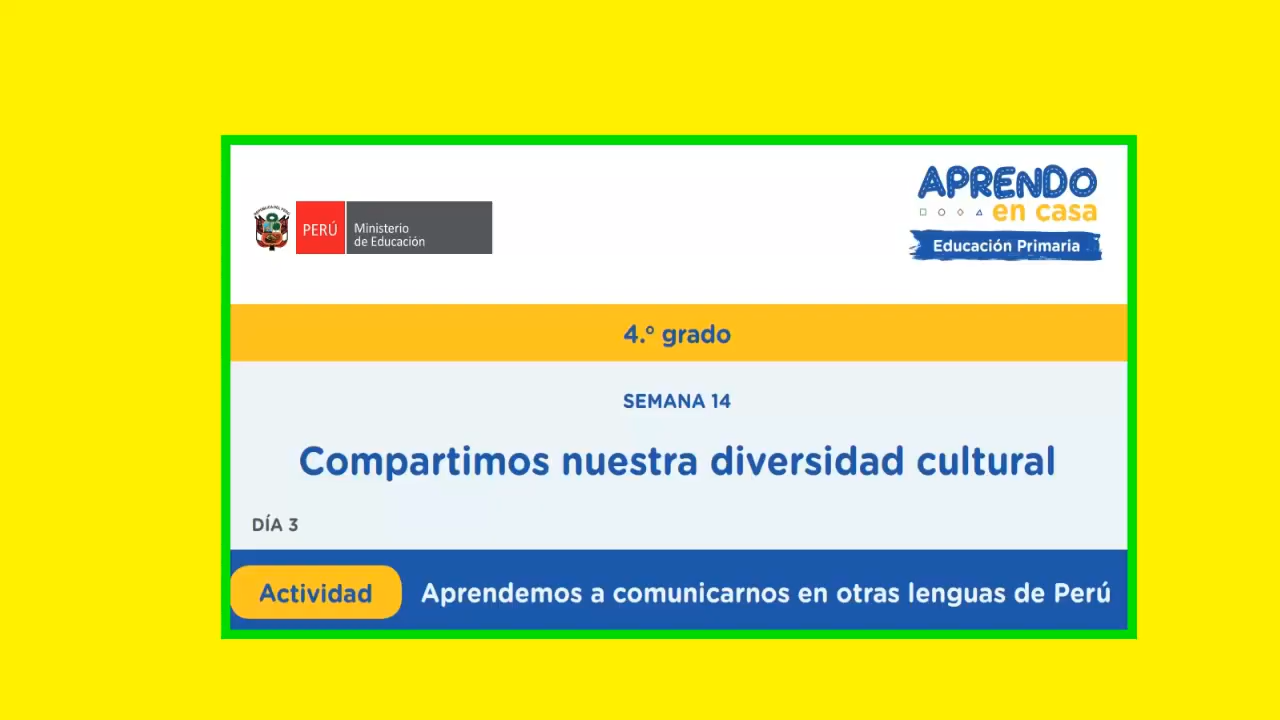 PERÚ
Ministerio
de Educación
APRENDO
en casa
Educación Primaria
4.° grado
SEMANA 14
Compartimos nuestra diversidad cultural
DÍA 3
Actividad
Aprendemos a comunicarnos en otras lenguas de Perú